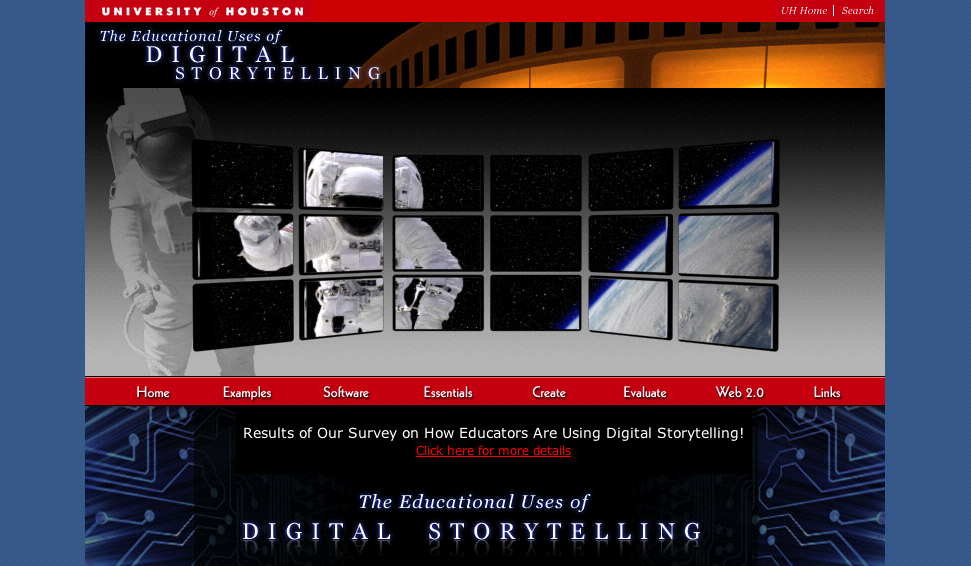 UNIVERSITY of HOUSTON
UH Home | Search
The Educational Uses of
DIGITAL
STORYTELLING
Home Examples Software Essentials Create Evaluate Web 2.0 Links
Results of Our Survey on How Educators Are Using Digital Storytelling!
Click here for more details
The Educational Uses of
DIGITAL STORYTELLING